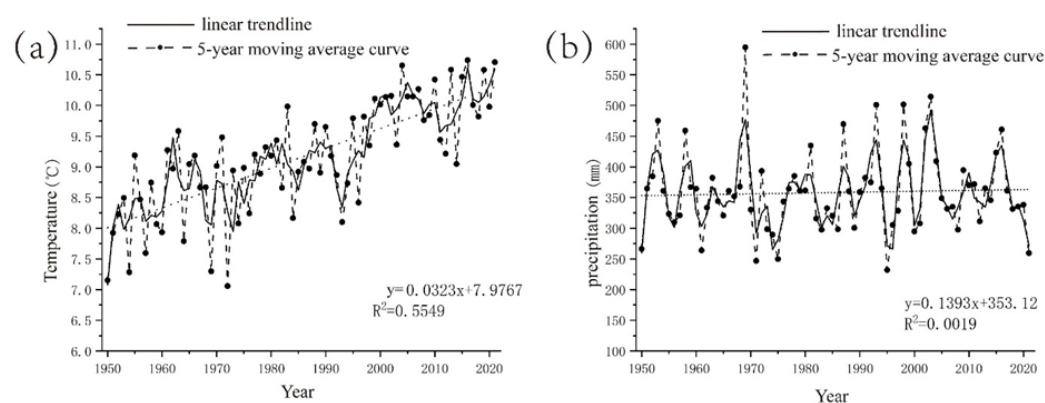 (a)
linear trendline
5-year moving average curve
11.0
10.5
10.0
9.5
9.0
8.5
8.0
7.5
7.0
6.5
6.0
Temperature (℃)
y=0.0323x+7.9767
R²=0.5549
1950 1960 1970 1980 1990 2000 2010 2020
Year
(b)
linear trendline
5-year moving average curve
600
550
500
450
400
350
300
250
200
150
100
precipitation (mm)
y=0.1393x+353.12
R²=0.0019
1950 1960 1970 1980 1990 2000 2010 2020
Year